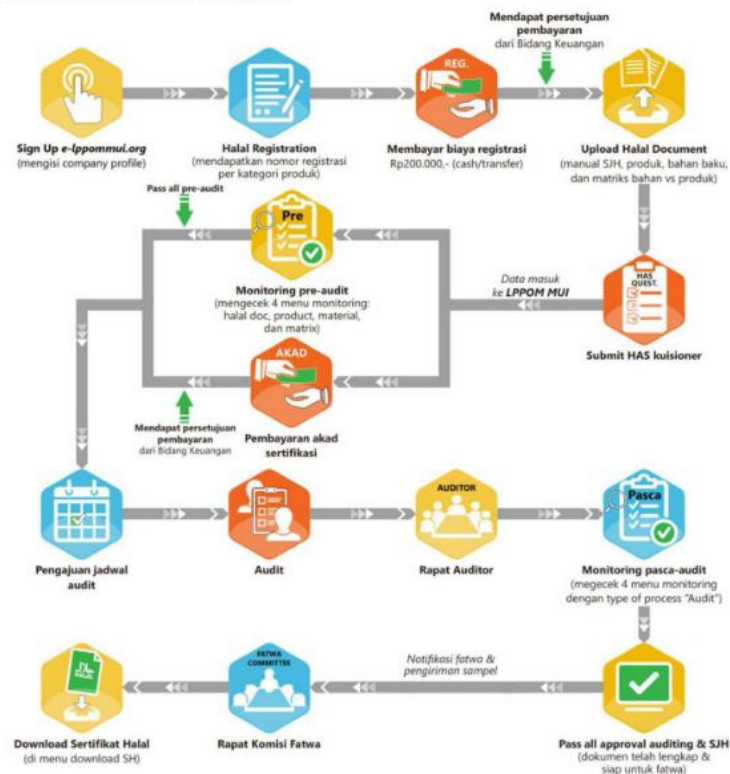 Mendapat persetujuan
pembayaran
dari Bidang Keuangan
REG.
Sign Up e-lppommui.org
(mengisi company profile)
Halal Registration
(mendapatkan nomor registrasi
per kategori produk)
Membayar biaya registrasi
Rp200.000,- (cash/transfer)
Upload Halal Document
(manual SJH, produk, bahan baku,
dan matriks bahan vs produk)
Pass all pre-audit
Pre
Monitoring pre-audit
(mengecek 4 menu monitoring:
halal doc, product, material,
dan matrix)
Data masuk
ke LPPOM MUI
HAS
QUEST.
Submit HAS kuisioner
AKAD
Mendapat persetujuan
pembayaran
dari Bidang Keuangan
Pembayaran akad
sertifikasi
Pengajuan jadwal
audit
Audit
AUDITOR
Rapat Auditor
Pasca
Monitoring pasca-audit
(megecek 4 menu monitoring
dengan type of process "Audit")
Notifikasi fatwa &
pengiriman sampel
HALAL
Download Sertifikat Halal
(di menu download SH)
FATWA
COMMITTEE
Rapat Komisi Fatwa
Pass all approval auditing & SJH
(dokumen telah lengkap &
siap untuk fatwa)